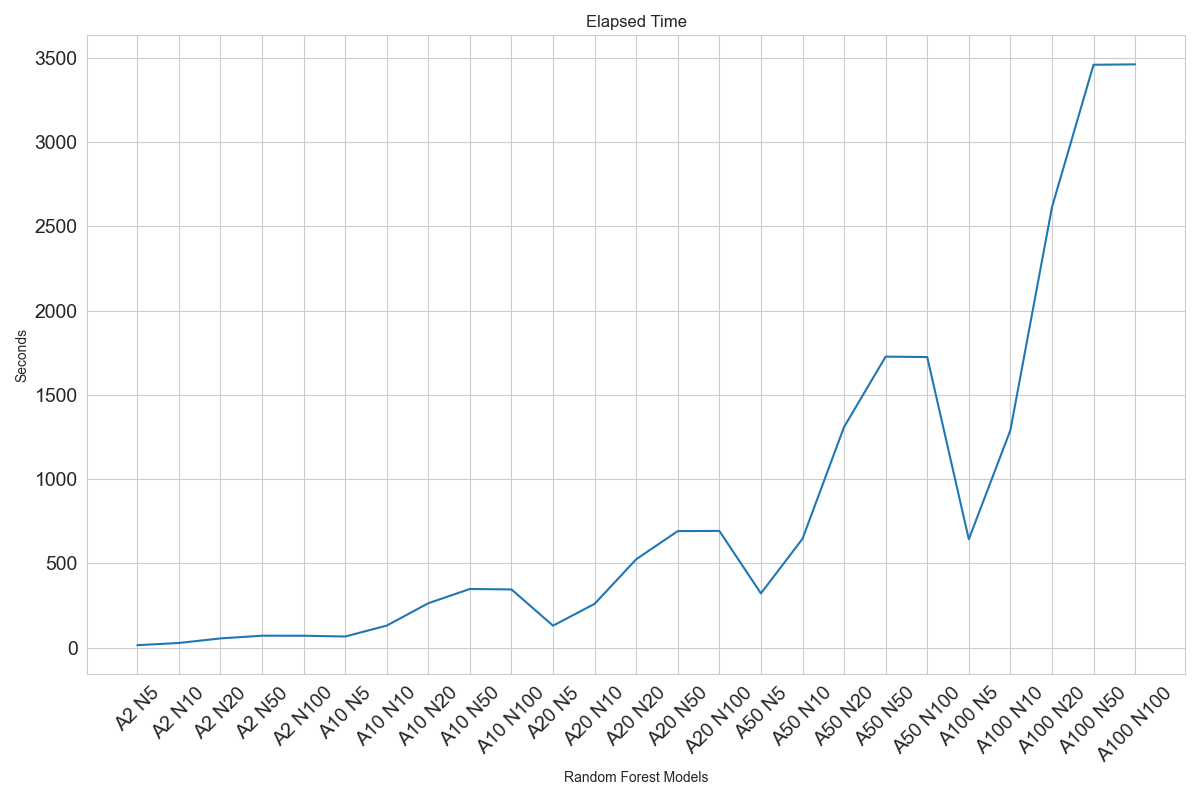 Elapsed Time
3500
3000
2500
2000
1500
1000
500
0
Seconds
A2 N5
A2 N10
A2 N20
A2 N50
A2 N100
A10 N5
A10 N10
A10 N20
A10 N50
A10 N100
A20 N5
A20 N10
A20 N20
A20 N50
A20 N100
A50 N5
A50 N10
A50 N20
A50 N50
A50 N100
A100 N5
A100 N10
A100 N20
A100 N50
A100 N100
Random Forest Models